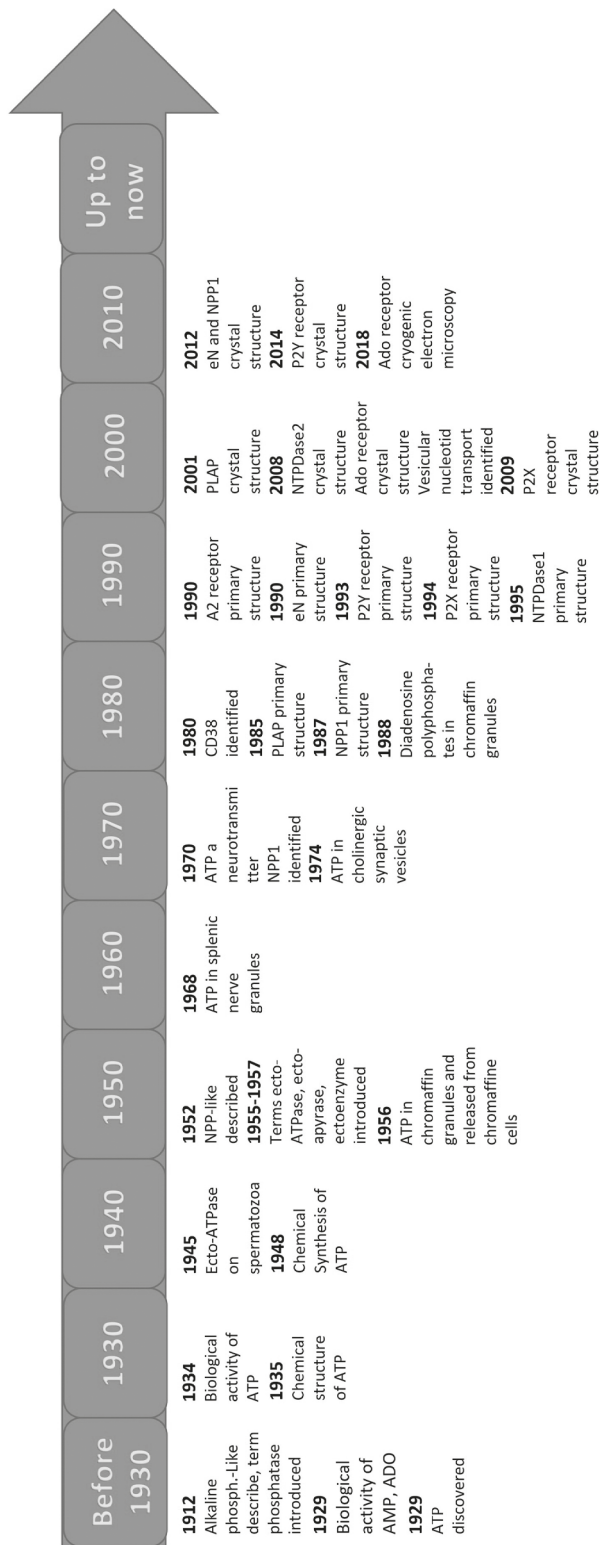 Before
1930
1912
Alkaline
phosph.-Like
describe, term
phosphatase
introduced
1929
Biological
activity of
AMP, ADO
1929
ATP
discovered
1930
1934
Biological
activity of
ATP
1935
Chemical
structure
of ATP
1940
1945
Ecto-ATPase
on
spermatozoa
1948
Chemical
Synthesis of
ATP
1950
1952
NPP-like
described
1955-1957
Terms ecto-
ATPase, ecto-
apyrase,
ectoenzyme
introduced
1956
ATP in
chromaffin
granules and
released from
chromaffine
cells
1960
1968
ATP in splenic
nerve
granules
1970
1970
ATP a
neurotransmi
tter
NPP1
identified
1974
ATP in
cholinergic
synaptic
vesicles
1980
1980
CD38
identified
1985
PLAP primary
structure
1987
NPP1 primary
structure
1988
Diadenosine
polyphospha-
tes in
chromaffin
granules
1990
1990
A2 receptor
primary
structure
1990
eN primary
structure
1993
P2Y receptor
primary
structure
1994
P2X receptor
primary
structure
1995
NTPDase1
primary
structure
2000
2001
PLAP
crystal
structure
2008
NTPDase2
crystal
structure
Ado receptor
crystal
structure
Vesicular
nucleotid
transport
identified
2009
P2X
receptor
crystal
structure
2010
2012
eN and NPP1
crystal
structure
2014
P2Y receptor
crystal
structure
2018
Ado receptor
cryogenic
electron
microscopy
Up to
now